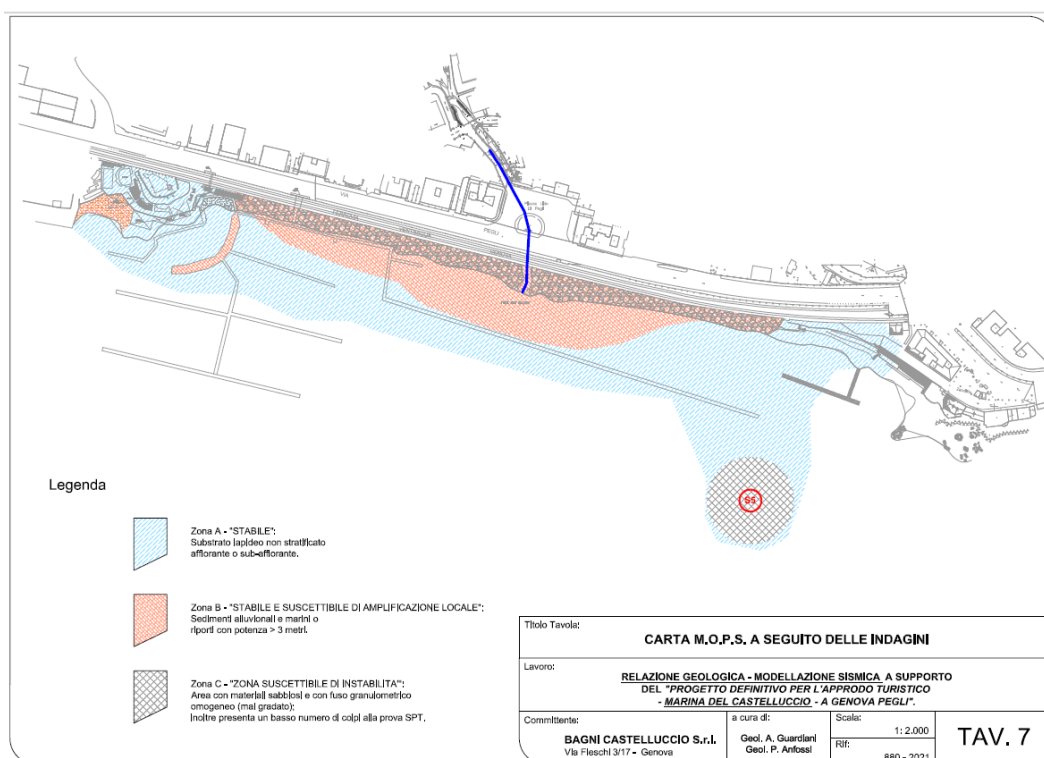 VIA
PEGLI
Legenda
Zona A - "STABILE":
Substrato lapideo non stratificato
affiorante o sub-affiorante.
Zona B - "STABILE E SUSCETTIBILE DI AMPLIFICAZIONE LOCALE":
Sedimenti alluvionali e marini o
riporti con potenza > 3 metri.
Zona C - "ZONA SUSCETTIBILE DI INSTABILITA'":
Area con materiali sabbiosi e con fuso granulometrico
omogeneo (mal gradato);
Inoltre presenta un basso numero di colpi alla prova SPT.
S5
Titolo Tavola:
CARTA M.O.P.S. A SEGUITO DELLE INDAGINI
Lavoro:
RELAZIONE GEOLOGICA - MODELLAZIONE SISMICA A SUPPORTO
DEL "PROGETTO DEFINITIVO PER L'APPRODO TURISTICO
- MARINA DEL CASTELLUCCIO - A GENOVA PEGLI".
Committente:
BAGNI CASTELLUCCIO S.r.l.
Via Fieschi 3/17 - Genova
a cura di:
Geol. A. Guardiani
Geol. P. Anfossi
Scala:
1: 2.000
Rif:
880 - 2021
TAV. 7